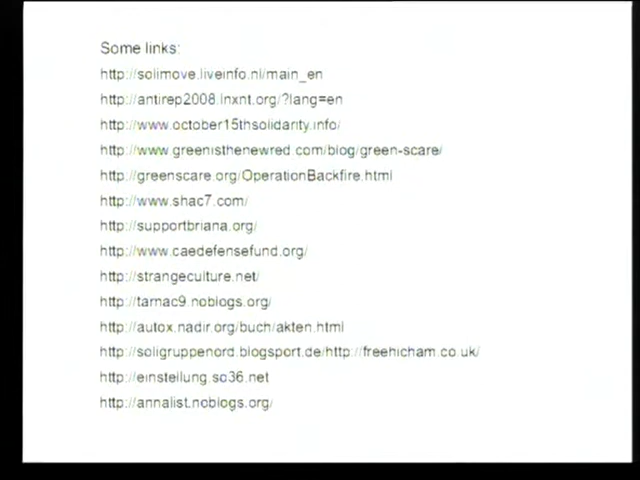 Some links:
http://solimove.liveinfo.nl/main_en
http://antirep2008.lnxnt.org/?lang=en
http://www.october15thsolidarity.info/
http://www.greenisthenewred.com/blog/green-scare/
http://greenscare.org/OperationBackfire.html
http://www.shac7.com/
http://supportbriana.org/
http://www.caedefensefund.org/
http://strangeculture.net/
http://tarnac9.noblogs.org/
http://autox.nadir.org/buch/akten.html
http://soligruppenord.blogsport.de/http://freehicham.co.uk/
http://einstellung.so36.net
http://annalist.noblogs.org/